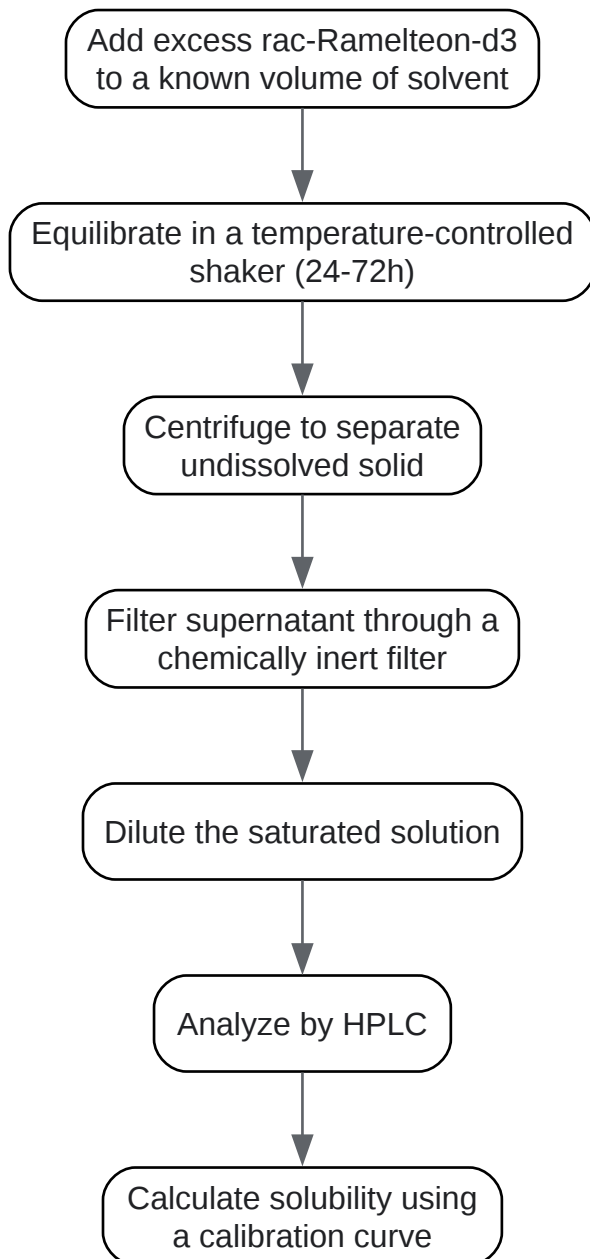 Add excess rac-Ramelteon-d3
to a known volume of solvent
Equilibrate in a temperature-controlled
shaker (24-72h)
Centrifuge to separate
undissolved solid
Filter supernatant through a
chemically inert filter
Dilute the saturated solution
Analyze by HPLC
Calculate solubility using
a calibration curve